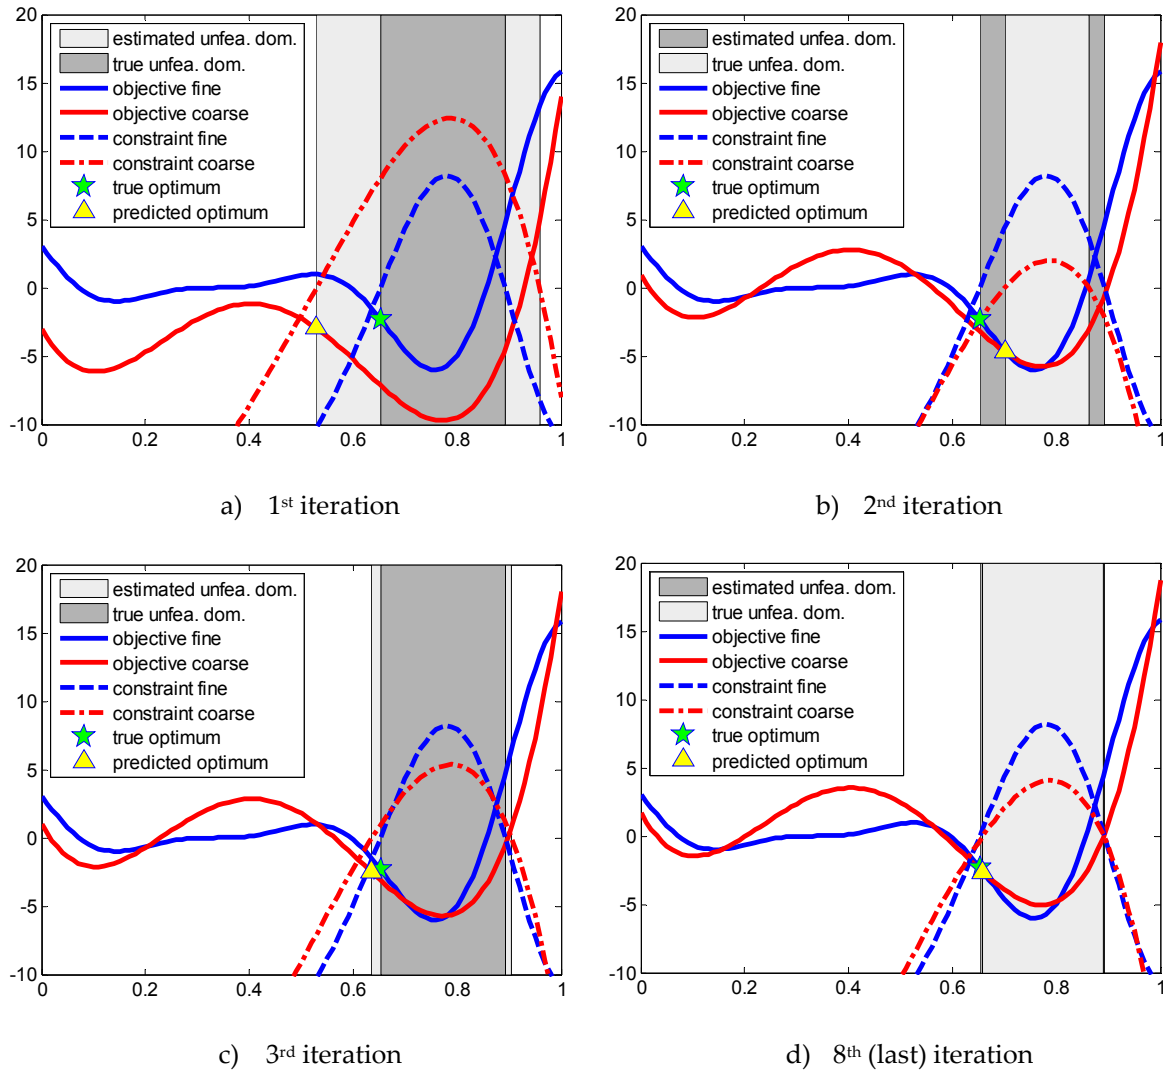 20
15
10
5
0
-5
-10
0
0.2
0.4
0.6
0.8
1
estimated unfea. dom.
true unfea. dom.
objective fine
objective coarse
constraint fine
constraint coarse
true optimum
predicted optimum
a) 1st iteration
20
15
10
5
0
-5
-10
0
0.2
0.4
0.6
0.8
1
estimated unfea. dom.
true unfea. dom.
objective fine
objective coarse
constraint fine
constraint coarse
true optimum
predicted optimum
b) 2nd iteration
20
15
10
5
0
-5
-10
0
0.2
0.4
0.6
0.8
1
estimated unfea. dom.
true unfea. dom.
objective fine
objective coarse
constraint fine
constraint coarse
true optimum
predicted optimum
c) 3rd iteration
20
15
10
5
0
-5
-10
0
0.2
0.4
0.6
0.8
1
estimated unfea. dom.
true unfea. dom.
objective fine
objective coarse
constraint fine
constraint coarse
true optimum
predicted optimum
d) 8th (last) iteration